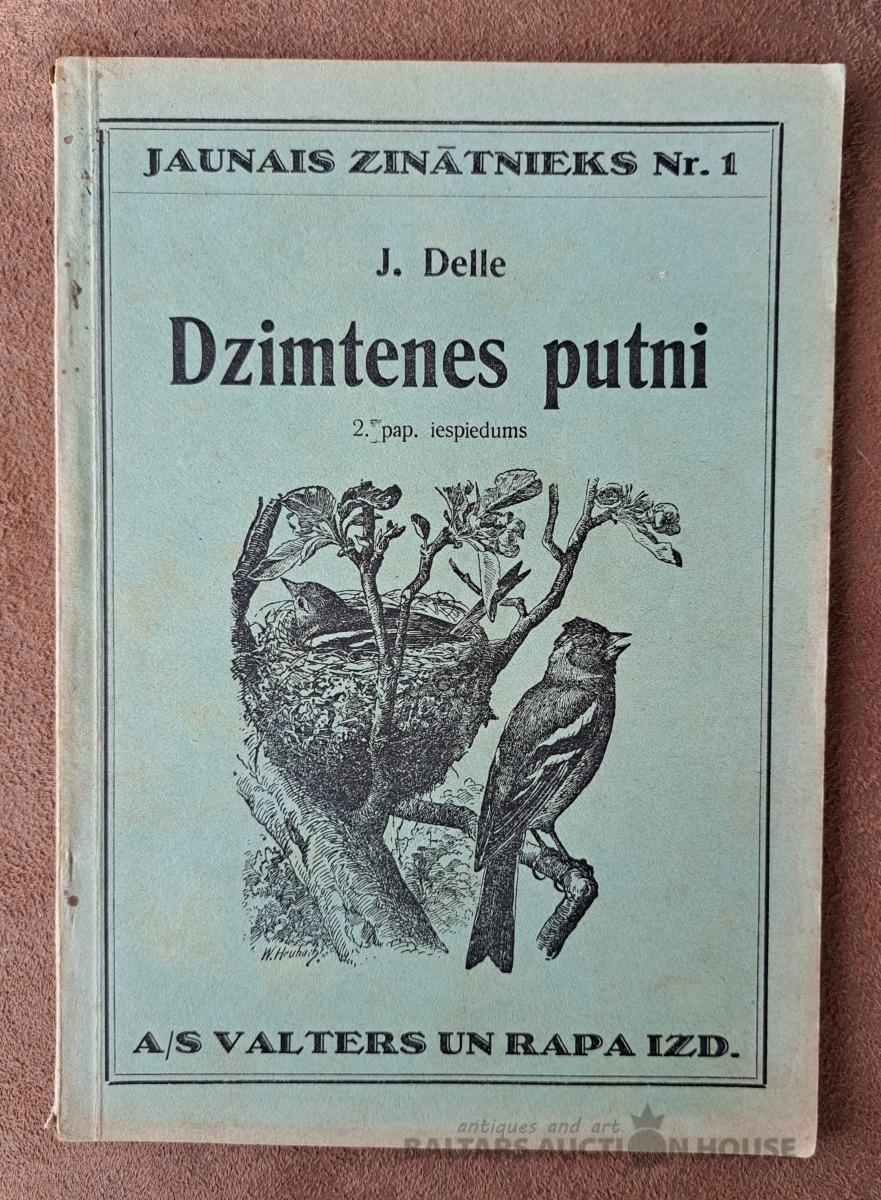 JAUNAIS ZINĀTNIEKS Nr. 1
J. Delle
Dzimtenes putni
2. pap. iespiedums
A/S VALTERS UN RAPA IZD.
antiques and art
BALTARS AUCTION HOUSE